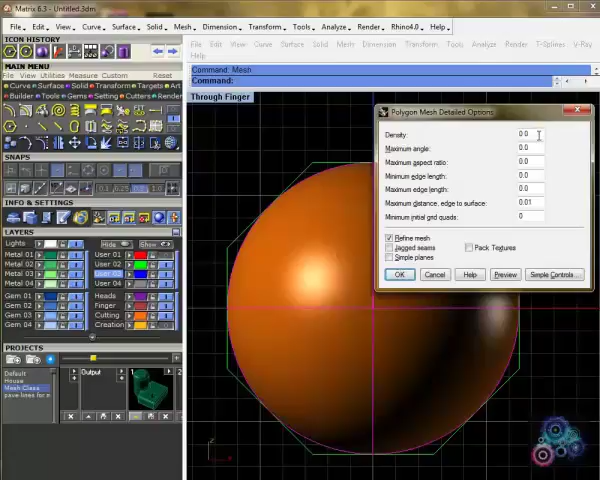 Matrix 6.3 - Untitled.3dm
File Edit View Curve Surface Solid Mesh Dimension Transform Tools Analyze Render Rhino4.0 Help
ICON HISTORY
MAIN MENU
File View Utilities Measure Custom Reset
Curve Surface Solid Transform Targets Art
Tools Gems Setting Cutters Render
SNAPS
INFO & SETTINGS
LAYERS Hide Show
Lights User 01
Metal 01 User 02
Metal 02 User 03
Metal 03 User 04
Metal 04
Gem 01 Heads
Gem 02 Finger
Gem 03 Cutting
Gem 04 Creation
PROJECTS
Default
House
Mesh Class
pave lines for m
Output
1
2
File Edit View Curve Surface Solid Mesh Dimension Transform Tools Analyze Render T-Splines V-Ray
Help
Command: Mesh
Command:
Through Finger
Polygon Mesh Detailed Options
Density: 0.0
Maximum angle: 0.0
Maximum aspect ratio: 0.0
Minimum edge length: 0.0
Maximum edge length: 0.0
Maximum distance, edge to surface: 0.01
Minimum initial grid quads: 0
Refine mesh
Jagged seams Pack Textures
Simple planes
OK Cancel Help Preview Simple Controls...
z